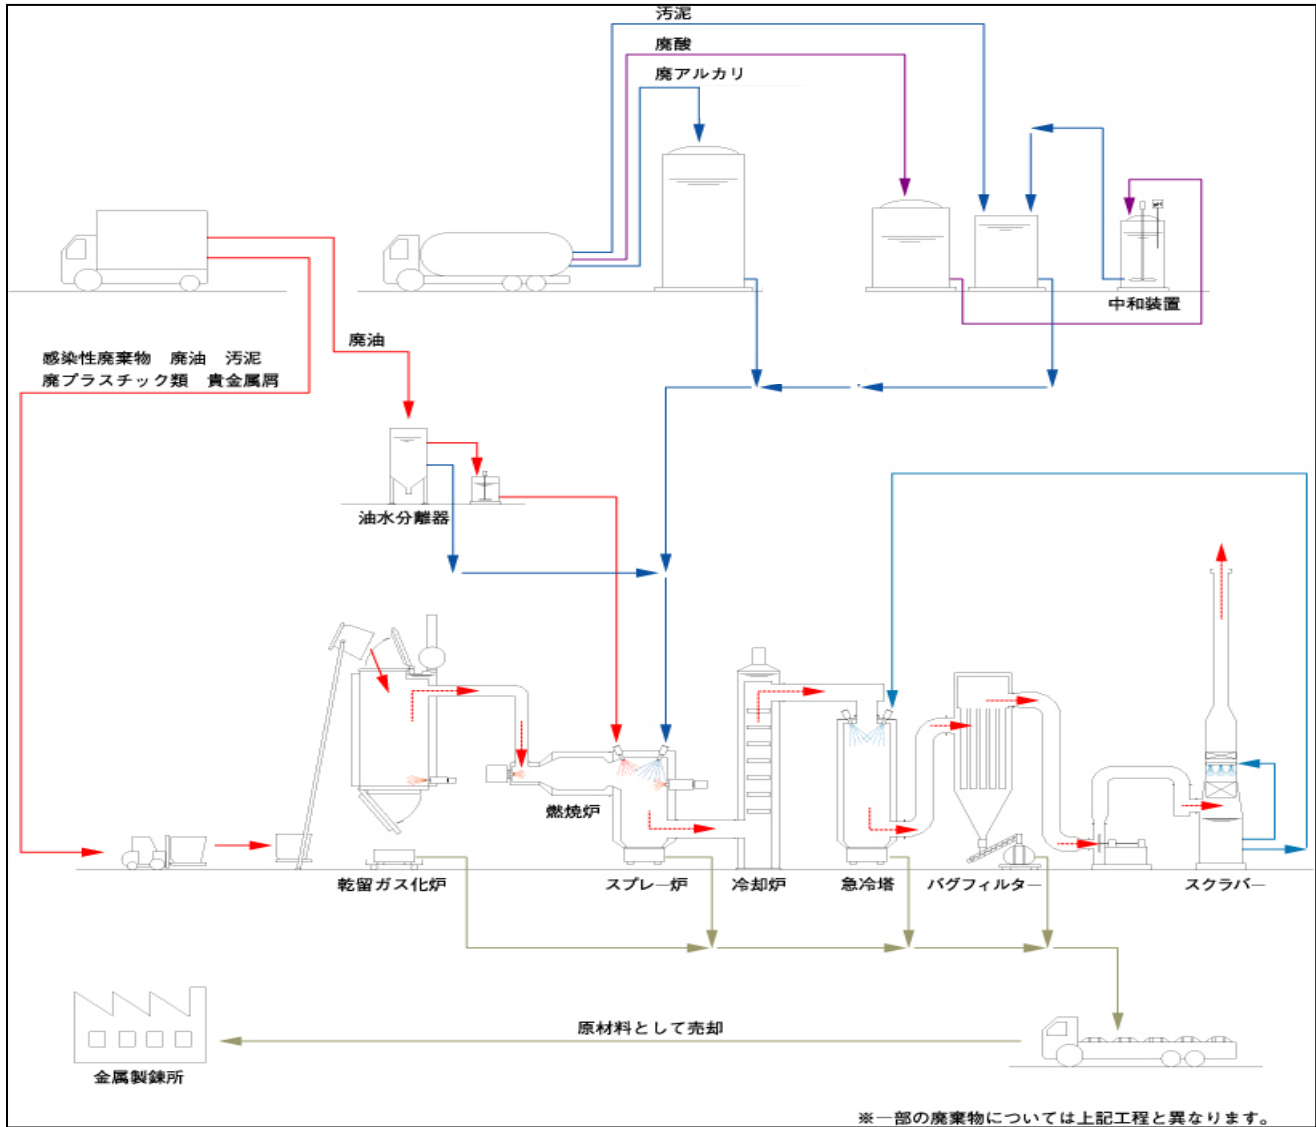 汚泥
廃酸
廃アルカリ
中和装置
廃油
感染性廃棄物　廃油　汚泥
廃プラスチック類　貴金属屑
油水分離器
燃焼炉
乾留ガス化炉
スプレー炉
冷却炉
急冷塔
バグフィルター
スクラバー
原材料として売却
金属製錬所
※一部の廃棄物については上記工程と異なります。